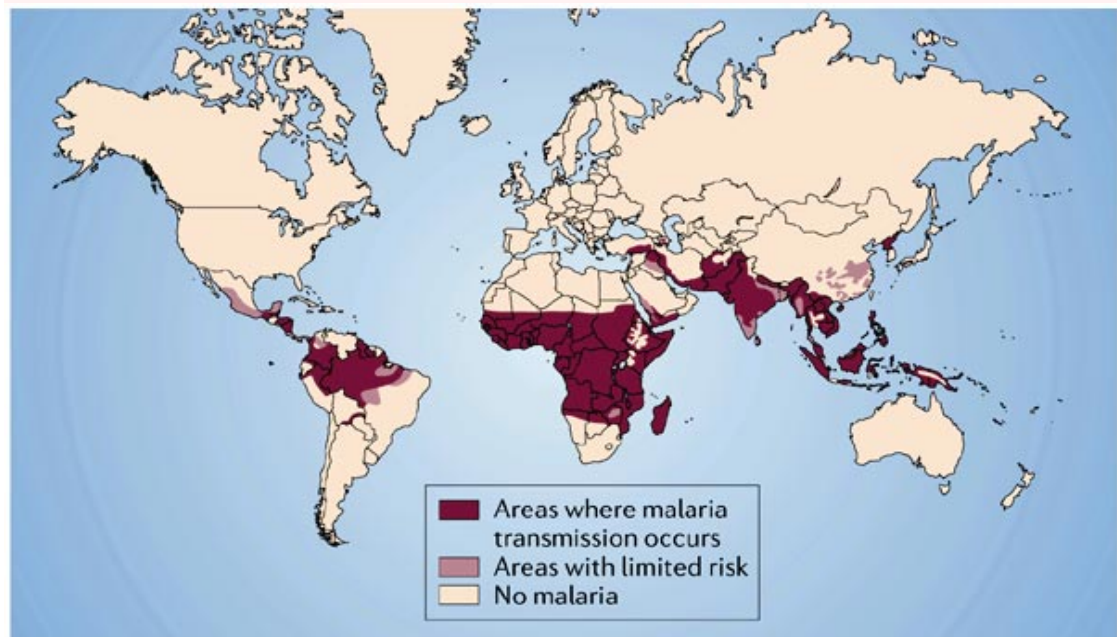 Areas where malaria
transmission occurs
Areas with limited risk
No malaria